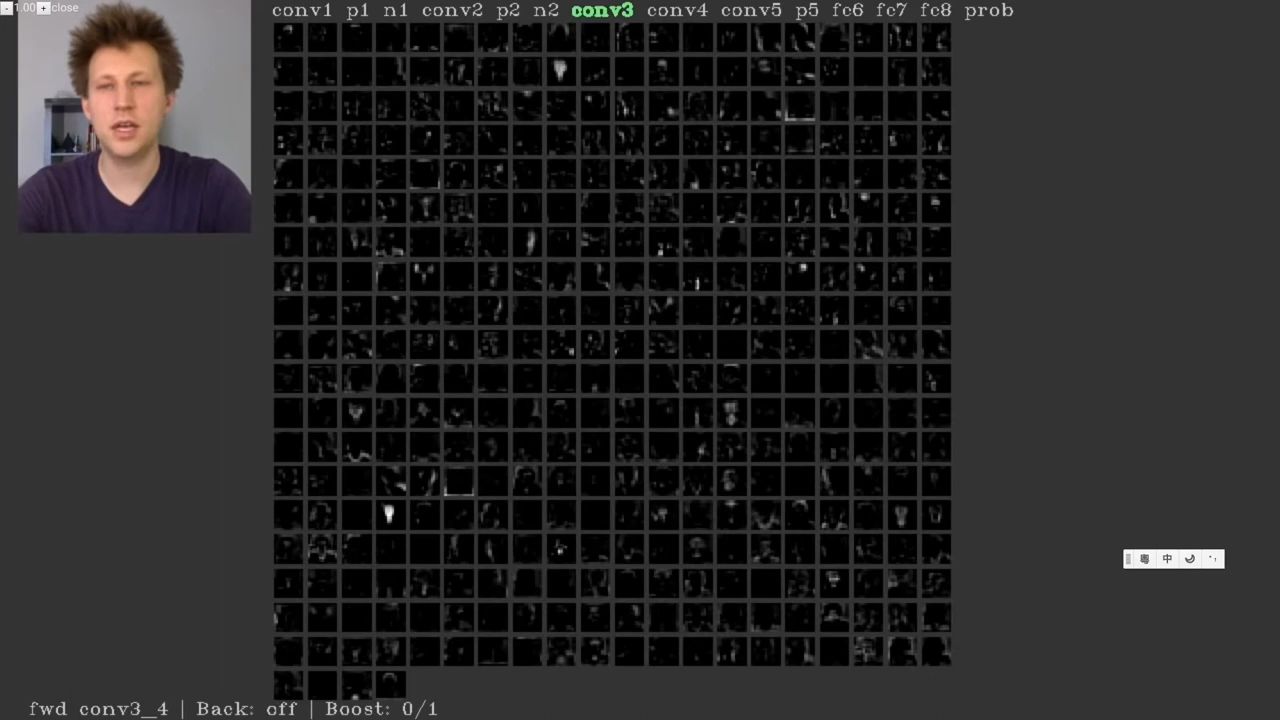 - 1.00 + close
conv1 p1 n1 conv2 p2 n2 conv3 conv4 conv5 p5 fc6 fc7 fc8 prob
粤 中
fwd conv3_4 | Back: off | Boost: 0/1